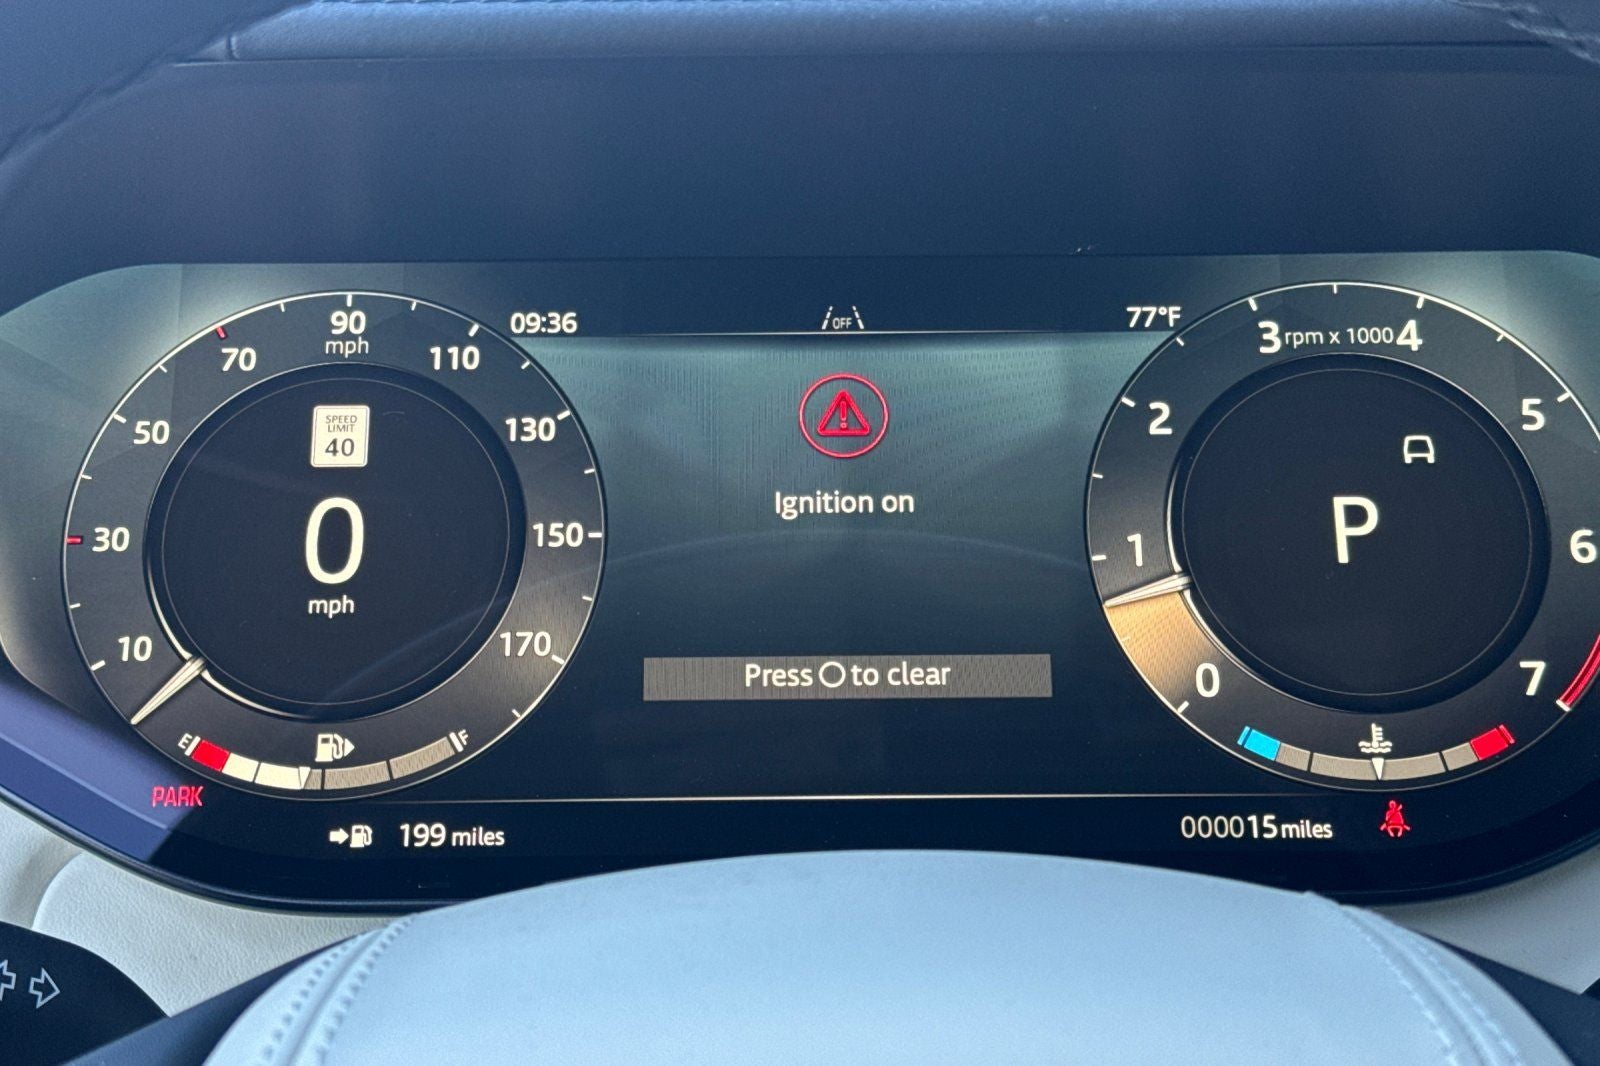 09:36
OFF
77°F
10
30
50
70
90
mph
110
130
150
170
SPEED
LIMIT
40
0
mph
E
F
PARK
199 miles
Ignition on
Press O to clear
0
1
2
3
rpm x 1000
4
5
6
7
P
000015 miles